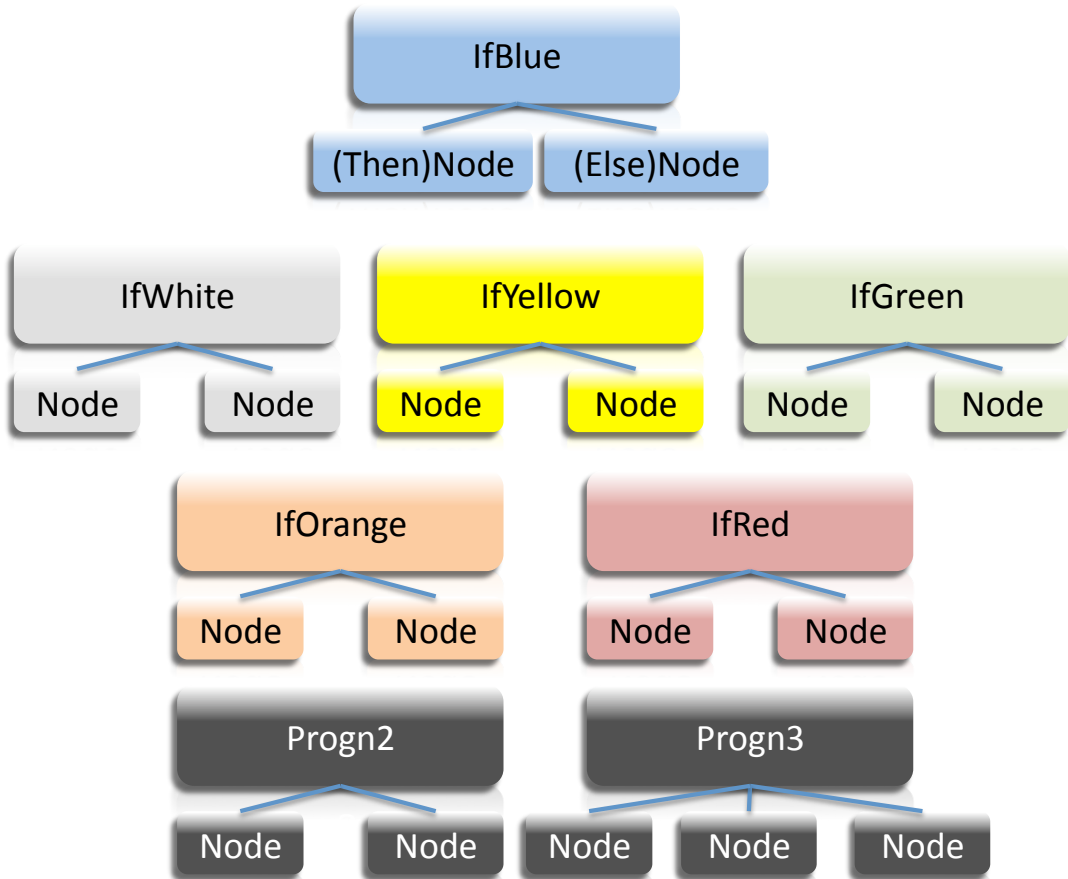 IfBlue
(Then)Node (Else)Node
IfWhite IfYellow IfGreen
Node Node Node Node Node Node
IfOrange IfRed
Node Node Node Node
Progn2 Progn3
Node Node Node Node Node